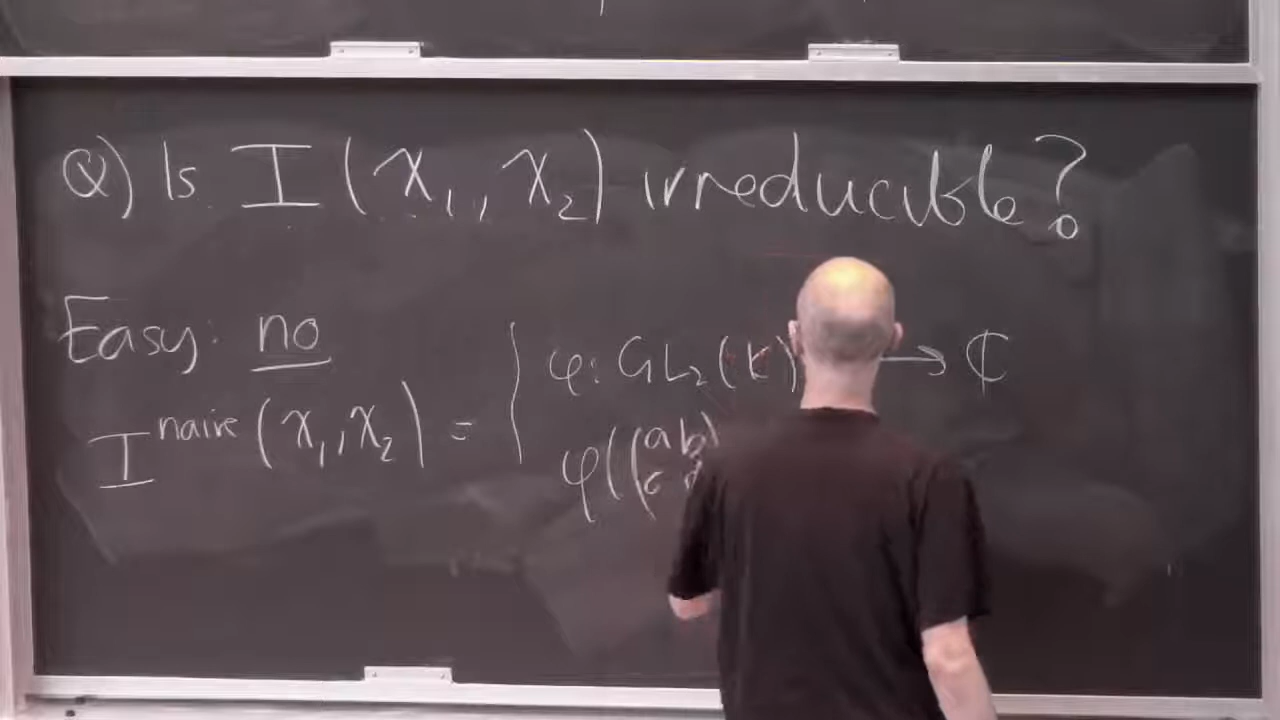 Q) Is I(χ₁, χ₂) irreducible?
Easy: no
I^naive(χ₁, χ₂) = { φ: GL₂(k) → ℂ
φ((a b
c d